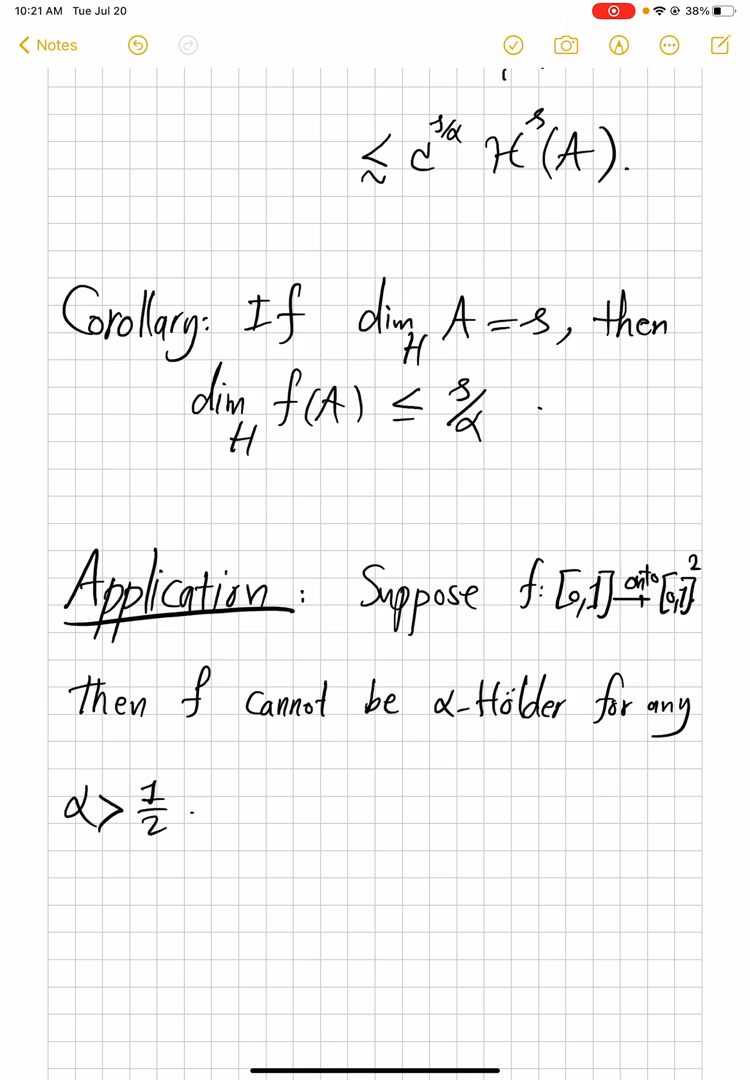 10:21 AM Tue Jul 20 38%
Notes
≲ C^{s/α} H^s(A).
Corollary: If dim_H A = s, then
dim_H f(A) ≤ s/α .
Application: Suppose f: [0,1] onto→ [0,1]^2
Then f cannot be α-Hölder for any
α > 1/2 .